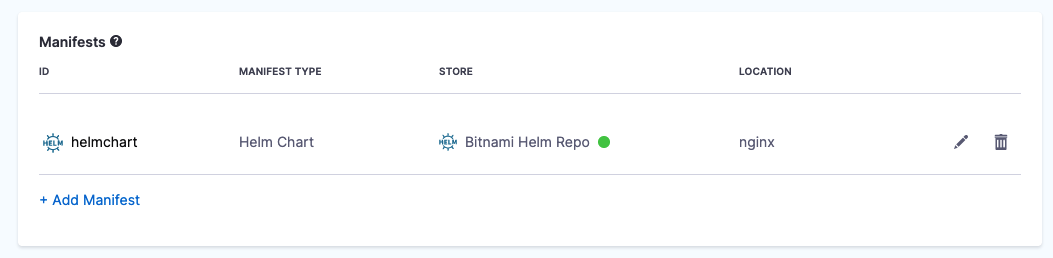 Manifests ?
ID MANIFEST TYPE STORE LOCATION
HELM helmchart Helm Chart HELM Bitnami Helm Repo nginx
+ Add Manifest